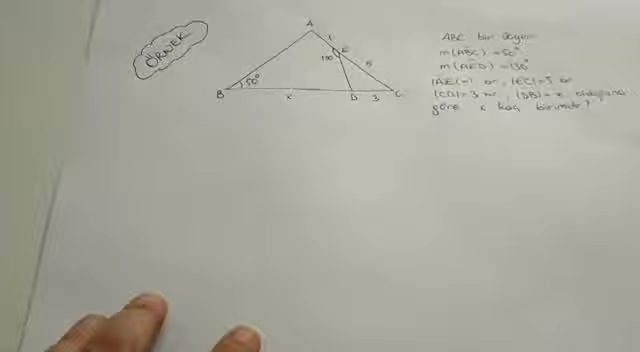 ÖRNEK
A
1
E
130°
5
50°
B
x
D
3
C
ABC bir üçgen
m(ABC) = 50°
m(AED) = 130°
|AE|=1 br, |EC|=5 br
|CD|=3 br, |DB|=x olduğuna
göre x kaç birimdir?